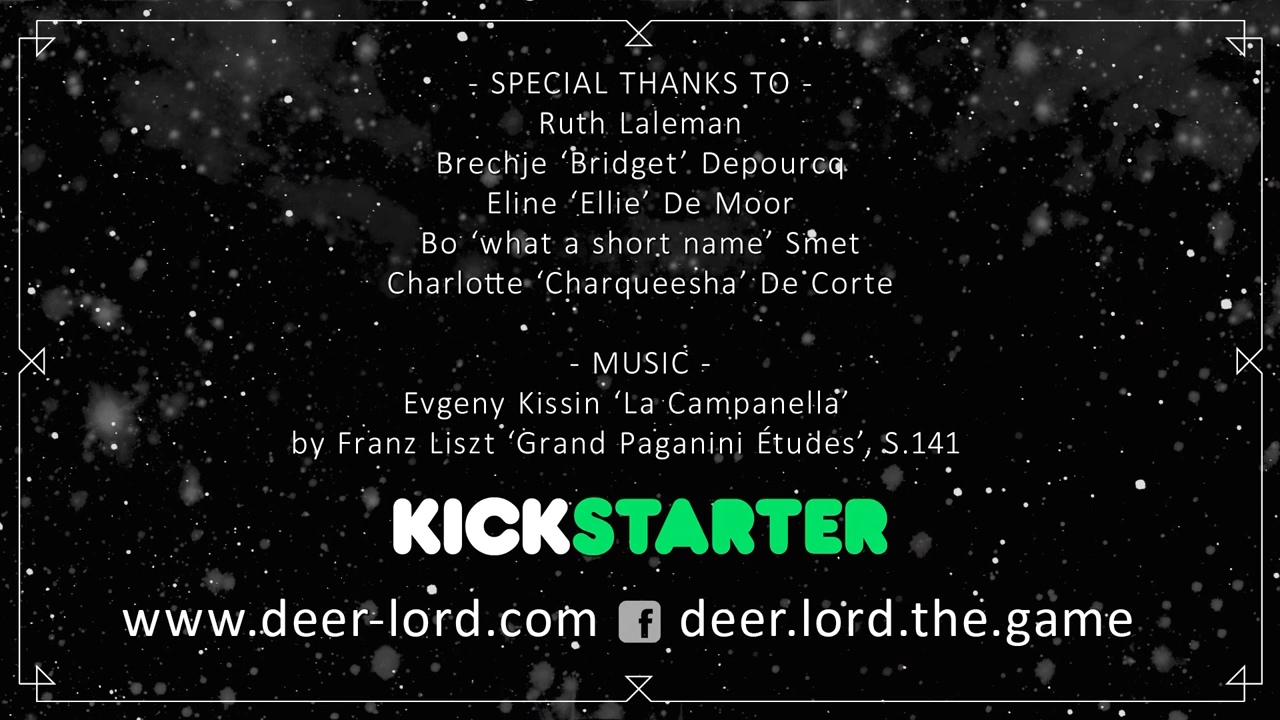 - SPECIAL THANKS TO -
Ruth Laleman
Brechje ‘Bridget’ Depourcq
Eline ‘Ellie’ De Moor
Bo ‘what a short name’ Smet
Charlotte ‘Charqueesha’ De Corte
- MUSIC -
Evgeny Kissin ‘La Campanella’
by Franz Liszt ‘Grand Paganini Études’, S.141
KICKSTARTER
www.deer-lord.com f deer.lord.the.game